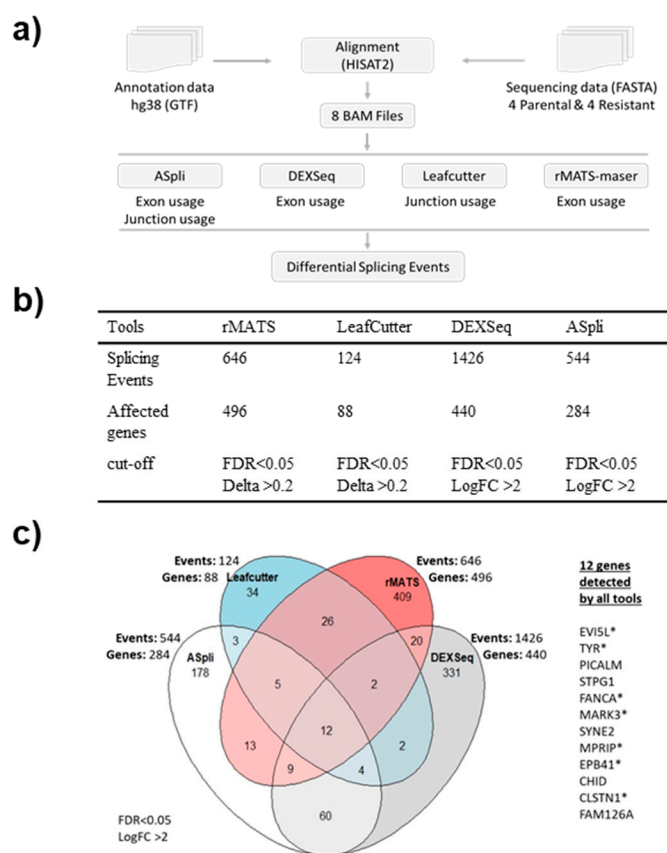 a)
Annotation data
hg38 (GTF)
Alignment
(HISAT2)
Sequencing data (FASTA)
4 Parental & 4 Resistant
8 BAM Files
ASpli
Exon usage
Junction usage
DEXSeq
Exon usage
Leafcutter
Junction usage
rMATS-maser
Exon usage
Differential Splicing Events
b)
Tools rMATS LeafCutter DEXSeq ASpli
Splicing Events 646 124 1426 544
Affected genes 496 88 440 284
cut-off FDR<0.05 FDR<0.05 FDR<0.05 FDR<0.05
Delta >0.2 Delta >0.2 LogFC >2 LogFC >2
c)
Events: 124
Genes: 88
Leafcutter
34
Events: 646
Genes: 496
rMATS
409
Events: 544
Genes: 284
ASpli
178
Events: 1426
Genes: 440
DEXSeq
331
3
26
20
5
2
12
13
9
4
2
60
FDR<0.05
LogFC >2
12 genes
detected
by all tools
EVI5L*
TYR*
PICALM
STPG1
FANCA*
MARK3*
SYNE2
MPRIP*
EPB41*
CHID
CLSTN1*
FAM126A